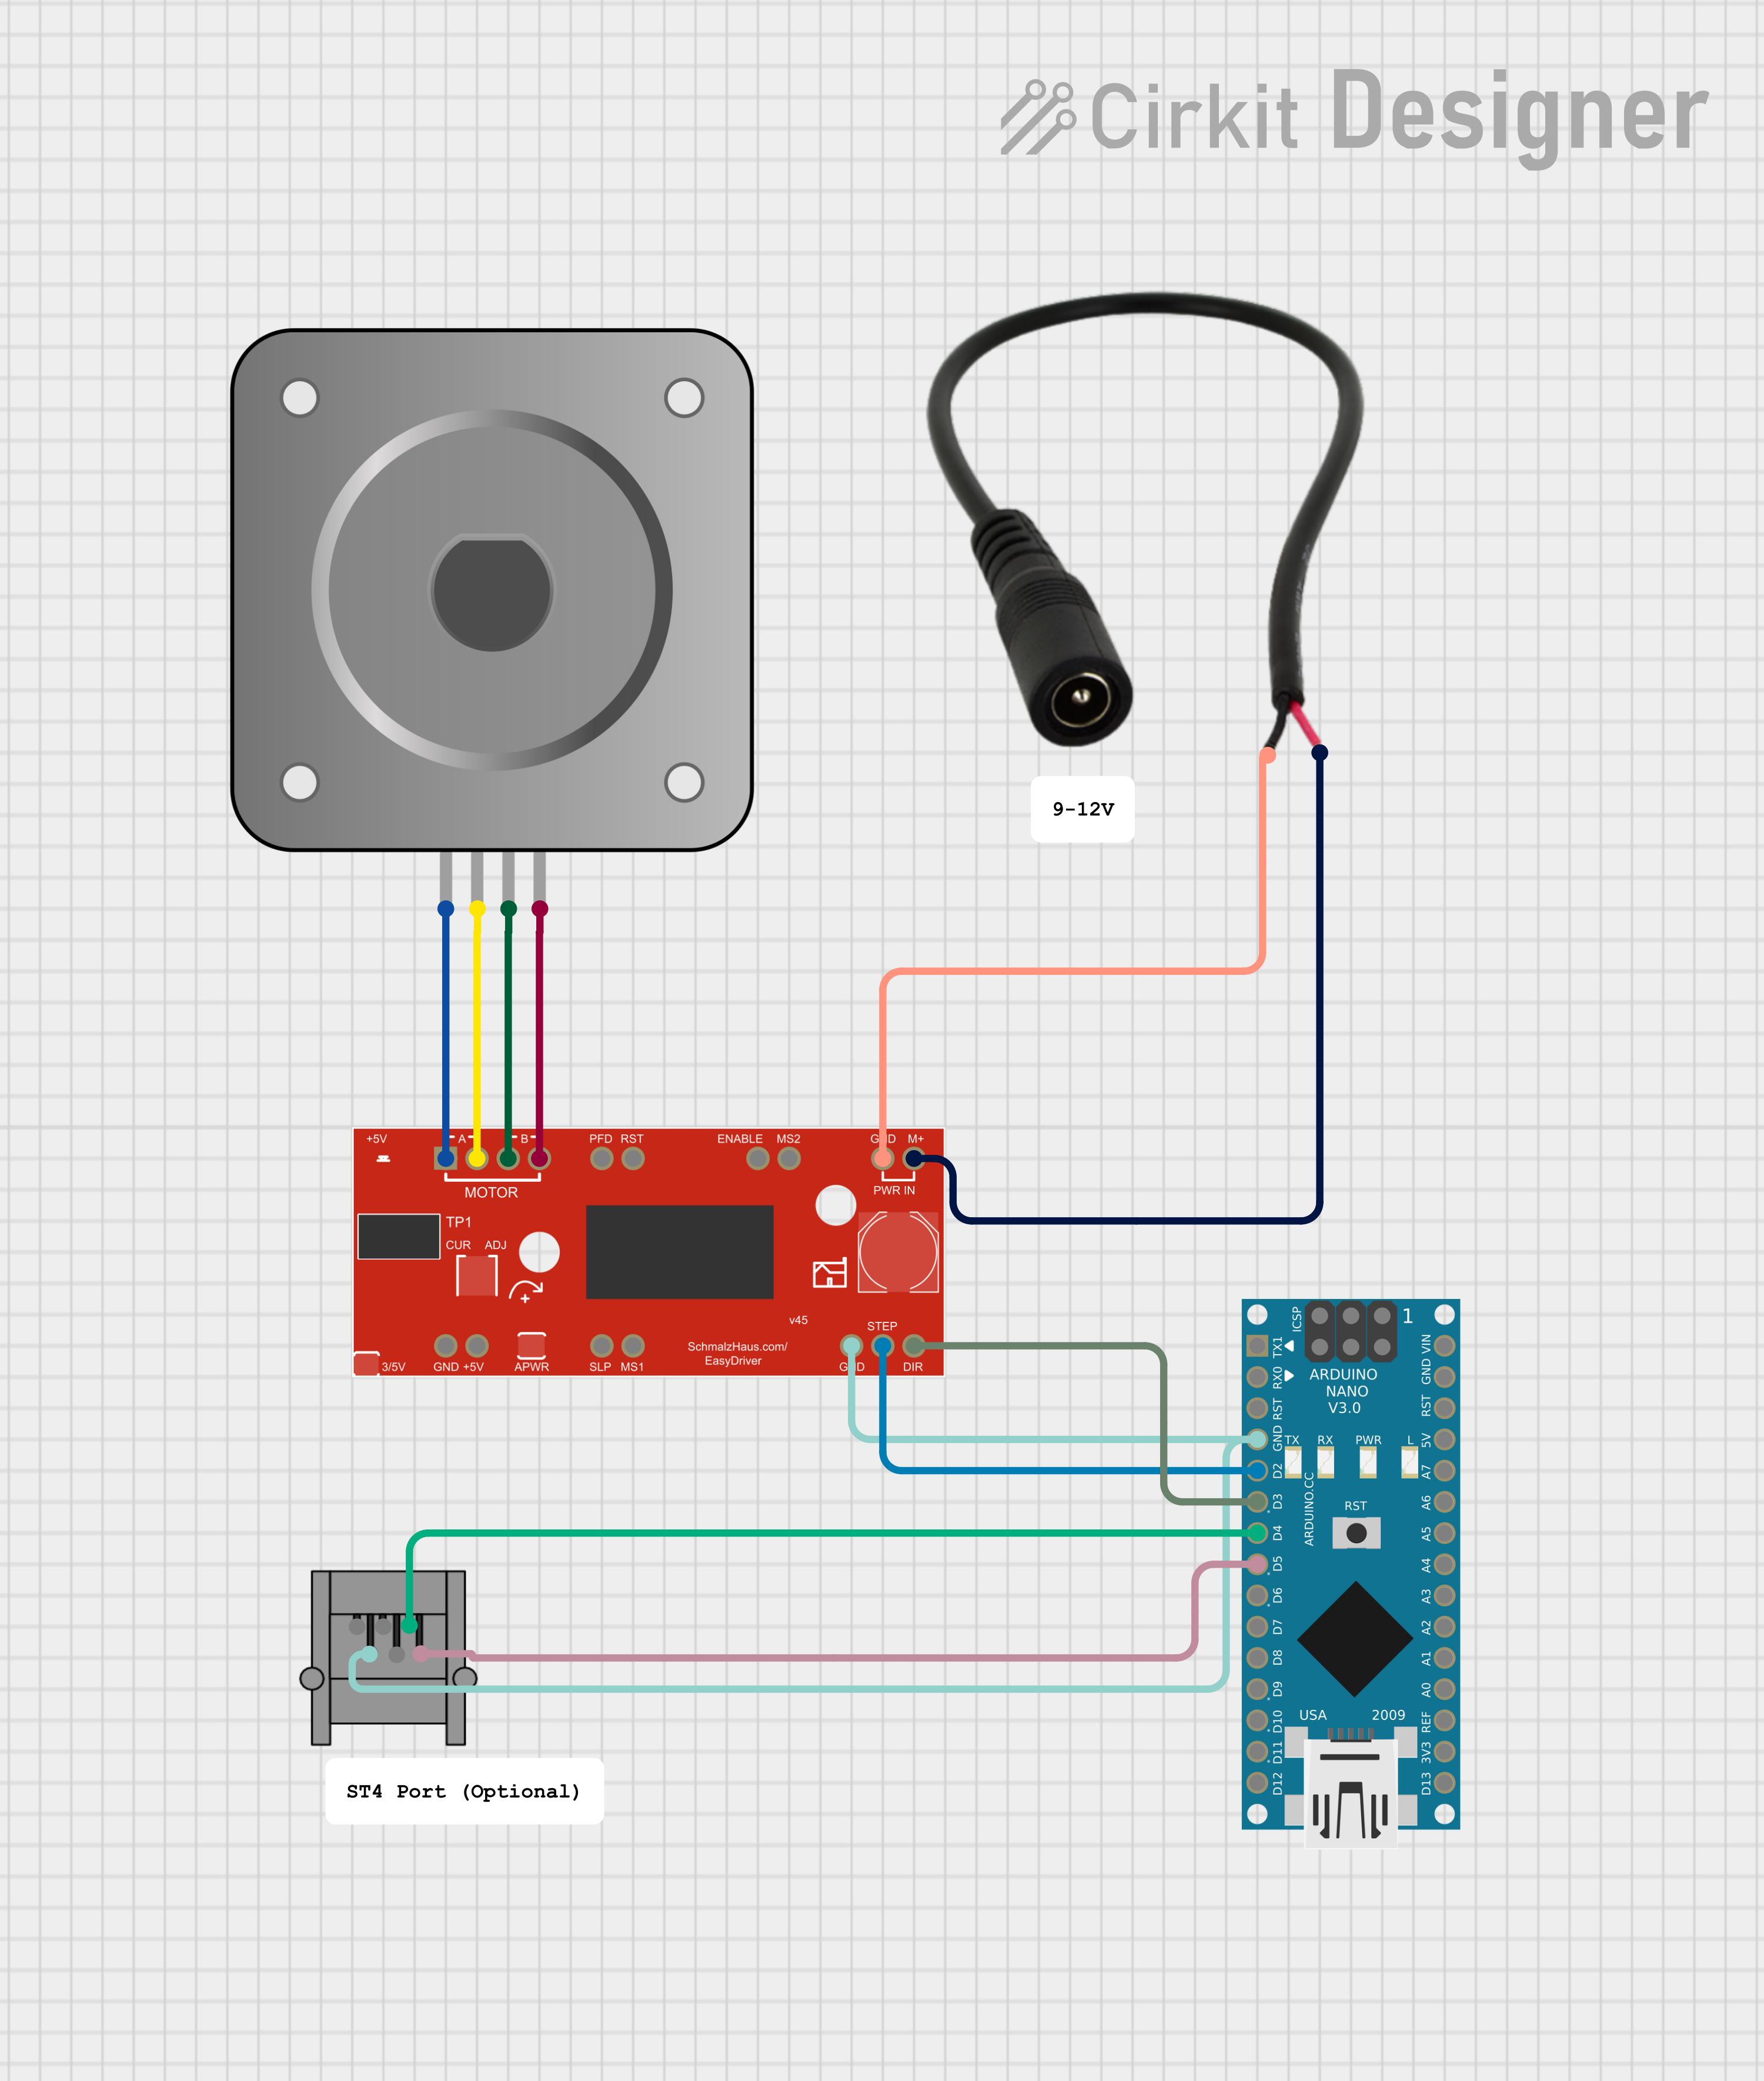 Cirkit Designer
9-12V
+5V
A
B
PFD RST
ENABLE MS2
GND M+
MOTOR
PWR IN
TP1
CUR ADJ
v45
STEP
SchmalzHaus.com/
EasyDriver
3/5V
GND +5V
APWR
SLP MS1
GND
DIR
ICSP
1
ARDUINO
NANO
V3.0
TX RX PWR L
RST
ARDUINO.CC
USA 2009
TX1
RX0
RST
GND
D2
D3
D4
D5
D6
D7
D8
D9
D10
D11
D12
VIN
GND
RST
5V
A7
A6
A5
A4
A3
A2
A1
A0
REF
3V3
D13
ST4 Port (Optional)